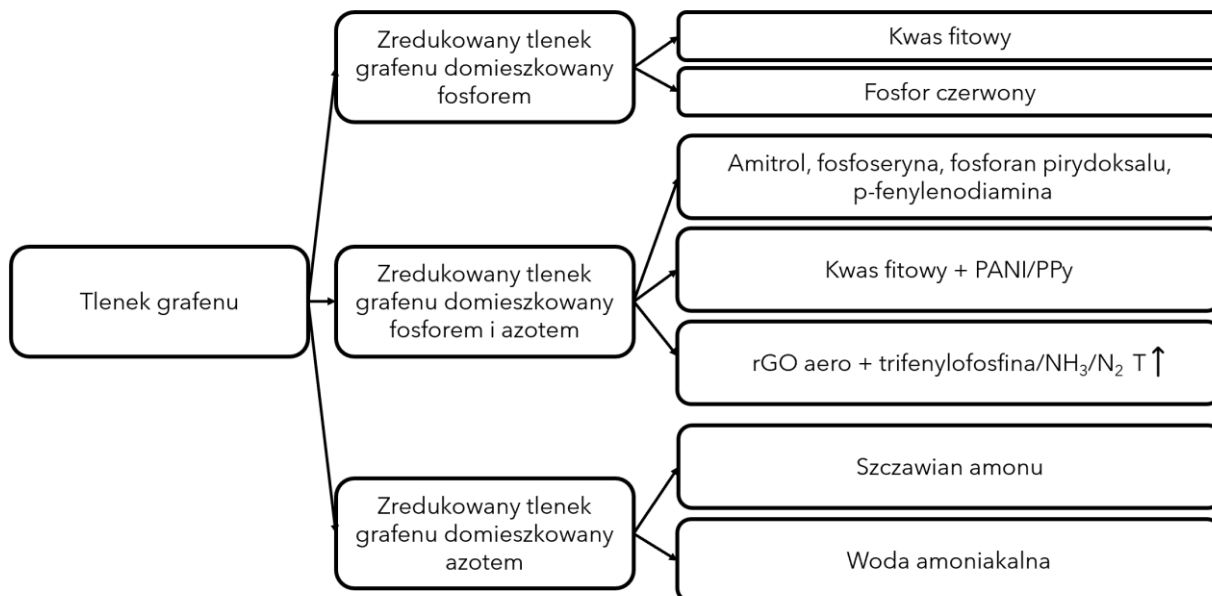 Tlenek grafenu
Zredukowany tlenek
grafenu domieszkowany
fosforem
Kwas fitowy
Fosfor czerwony
Zredukowany tlenek
grafenu domieszkowany
fosforem i azotem
Amitrol, fosfoseryna, fosforan pirydoksalu,
p-fenylenodiamina
Kwas fitowy + PANI/PPy
rGO aero + trifenylofosfina/NH₃/N₂ T↑
Zredukowany tlenek
grafenu domieszkowany
azotem
Szczawian amonu
Woda amoniakalna